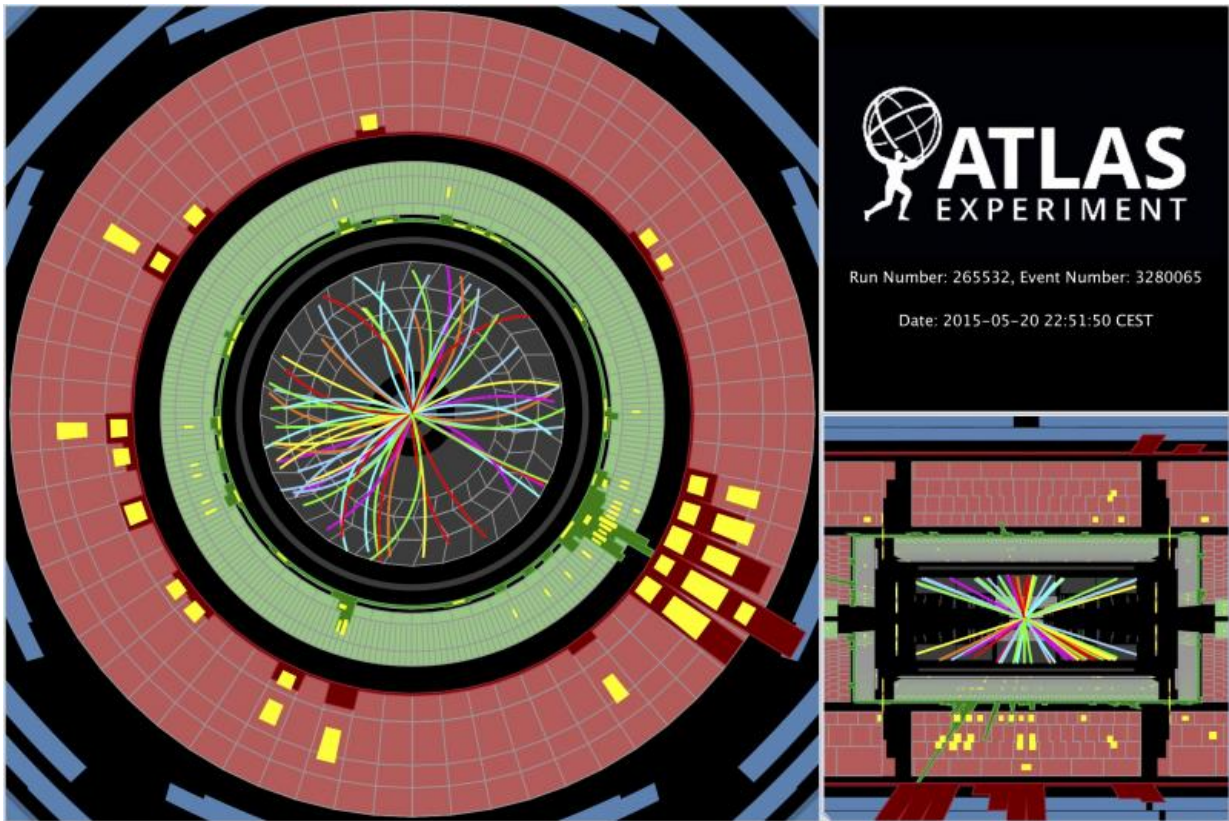 ATLAS
EXPERIMENT
Run Number: 265532, Event Number: 3280065
Date: 2015-05-20 22:51:50 CEST